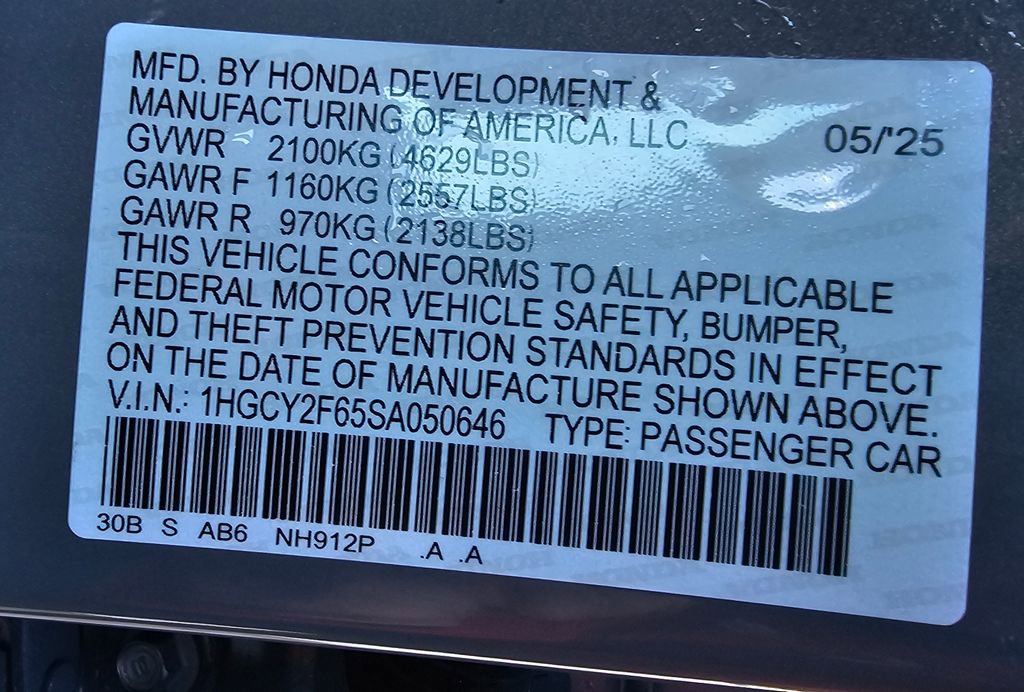 MFD. BY HONDA DEVELOPMENT &
MANUFACTURING OF AMERICA, LLC
05/'25
GVWR 2100KG (4629LBS)
GAWR F 1160KG (2557LBS)
GAWR R 970KG (2138LBS)
THIS VEHICLE CONFORMS TO ALL APPLICABLE
FEDERAL MOTOR VEHICLE SAFETY, BUMPER,
AND THEFT PREVENTION STANDARDS IN EFFECT
ON THE DATE OF MANUFACTURE SHOWN ABOVE.
V.I.N.: 1HGCY2F65SA050646 TYPE: PASSENGER CAR
30B S AB6 NH912P .A .A